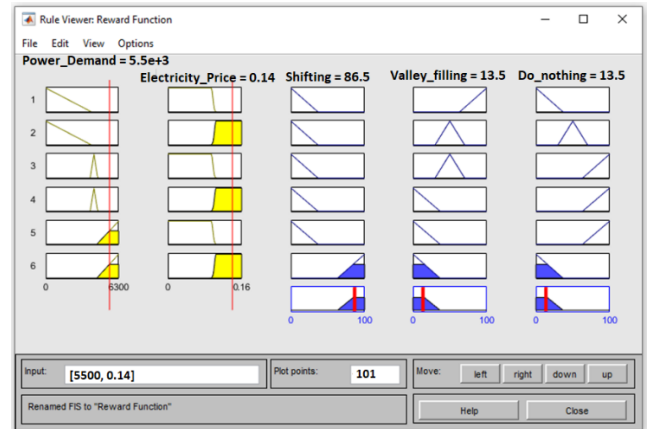 Rule Viewer: Reward Function
File Edit View Options
Power_Demand = 5.5e+3
Electricity_Price = 0.14 Shifting = 86.5 Valley_filling = 13.5 Do_nothing = 13.5
1
2
3
4
5
6
0 6300 0 0.16
0 100 0 100 0 100
Input: [5500, 0.14] Plot points: 101 Move: left right down up
Renamed FIS to "Reward Function" Help Close